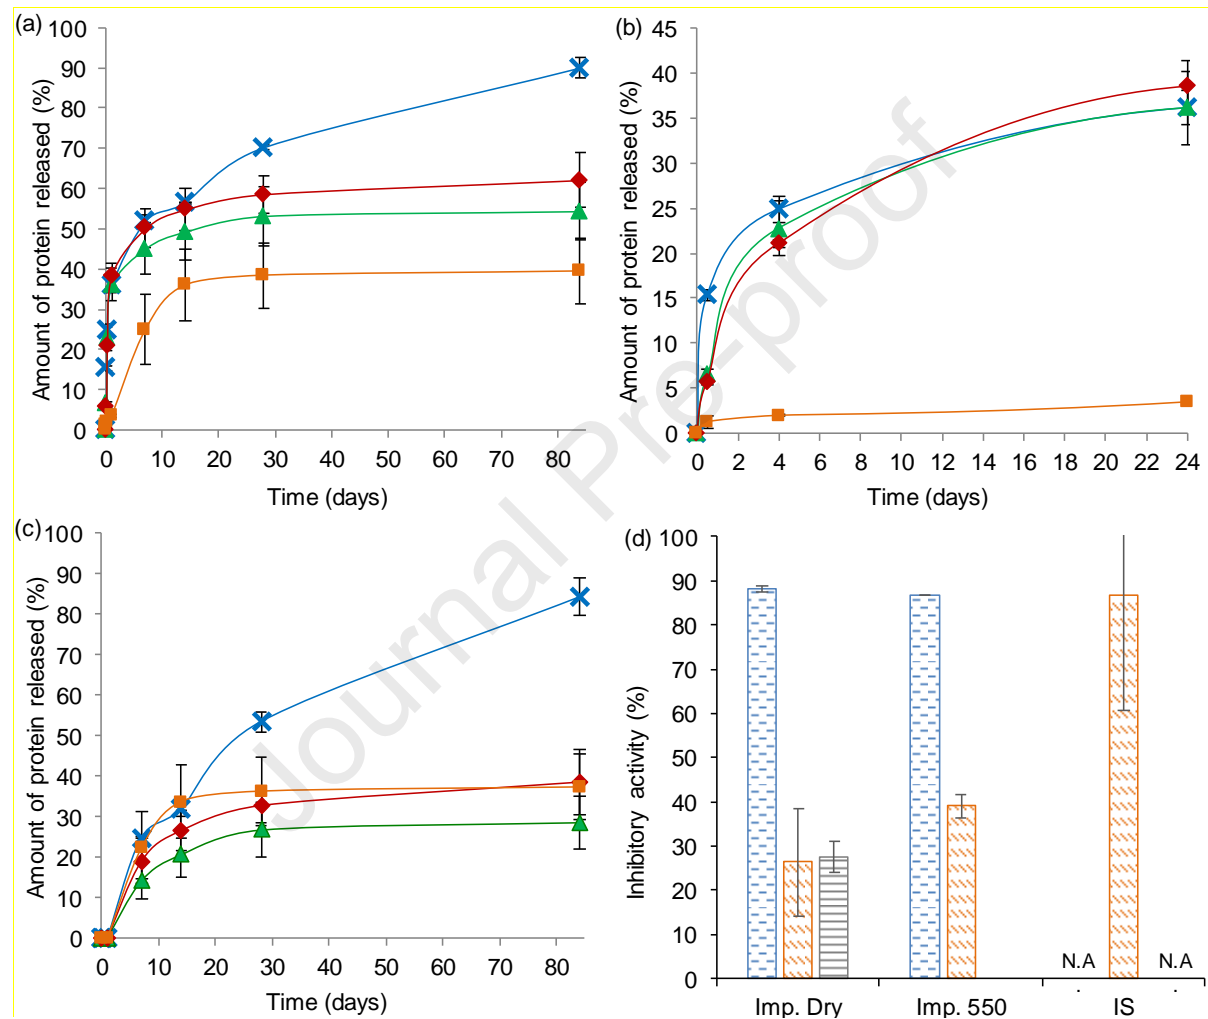 (a)
Amount of protein released (%)
100
90
80
70
60
50
40
30
20
10
0
0 10 20 30 40 50 60 70 80
Time (days)
(b)
Amount of protein released (%)
45
40
35
30
25
20
15
10
5
0
0 2 4 6 8 10 12 14 16 18 20 22 24
Time (days)
(c)
Amount of protein released (%)
100
90
80
70
60
50
40
30
20
10
0
0 10 20 30 40 50 60 70 80
Time (days)
(d)
Inhibitory activity (%)
100
90
80
70
60
50
40
30
20
10
0
N.A
.
N.A
.
Imp. Dry Imp. 550 IS
Journal Pre-proof